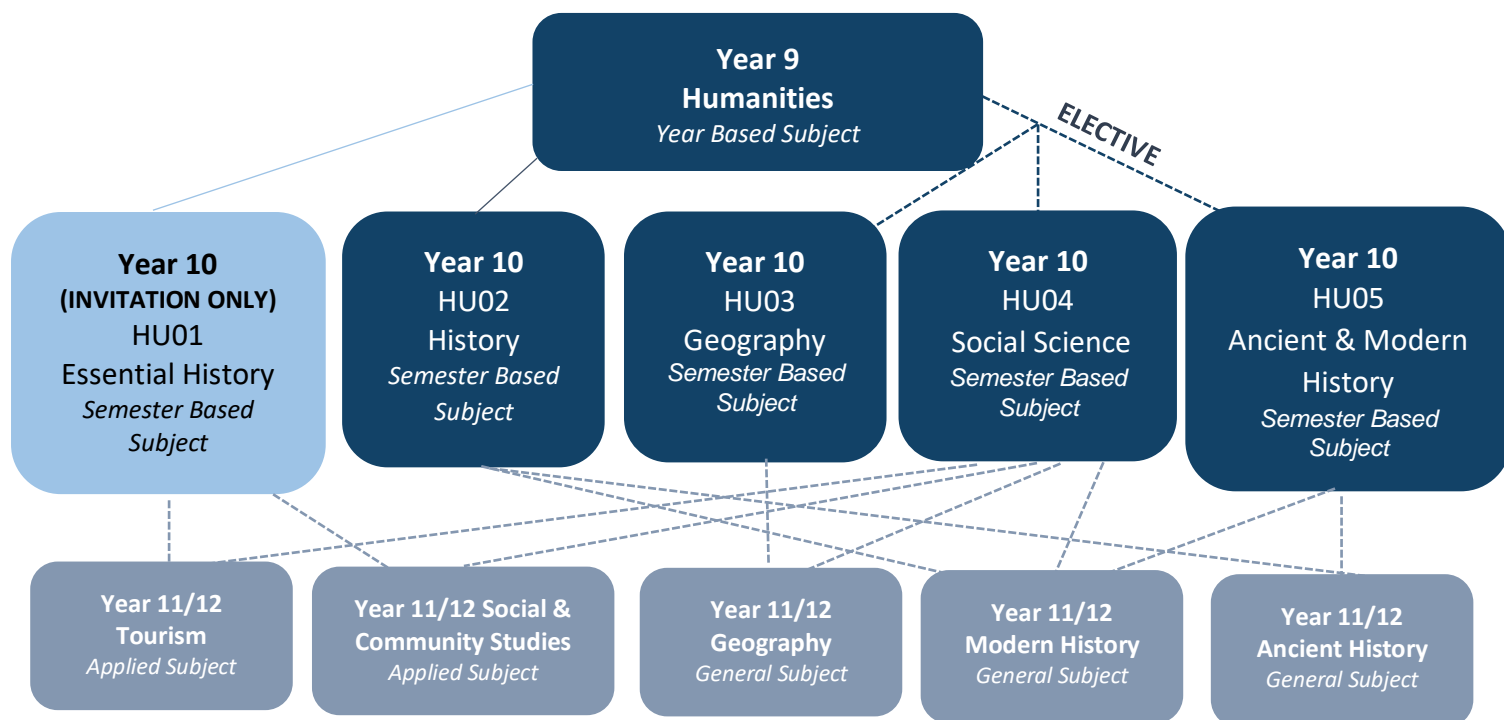 Year 9
Humanities
Year Based Subject
ELECTIVE
Year 10
(INVITATION ONLY)
HU01
Essential History
Semester Based
Subject
Year 10
HU02
History
Semester Based
Subject
Year 10
HU03
Geography
Semester Based
Subject
Year 10
HU04
Social Science
Semester Based
Subject
Year 10
HU05
Ancient & Modern
History
Semester Based
Subject
Year 11/12
Tourism
Applied Subject
Year 11/12 Social &
Community Studies
Applied Subject
Year 11/12
Geography
General Subject
Year 11/12
Modern History
General Subject
Year 11/12
Ancient History
General Subject